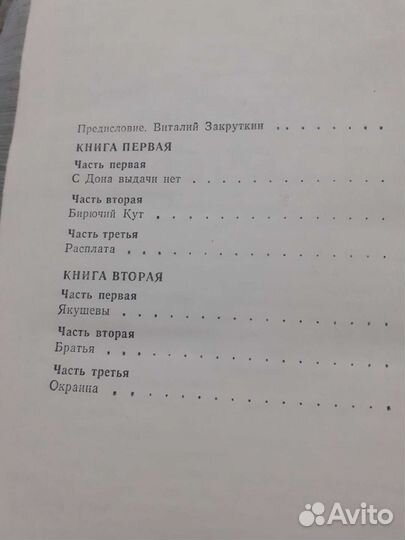 Предисловие. Виталий Закруткин . . . . . . . .
КНИГА ПЕРВАЯ
Часть первая
С Дона выдачи нет . . . . . . . . . . . . .
Часть вторая
Бирючий Кут . . . . . . . . . . . . . . .
Часть третья
Расплата . . . . . . . . . . . . . . . .
КНИГА ВТОРАЯ
Часть первая
Якушевы . . . . . . . . . . . . . . . .
Часть вторая
Братья . . . . . . . . . . . . . . . . .
Часть третья
Окраина . . . . . . . . . . . . . . . .
Avito